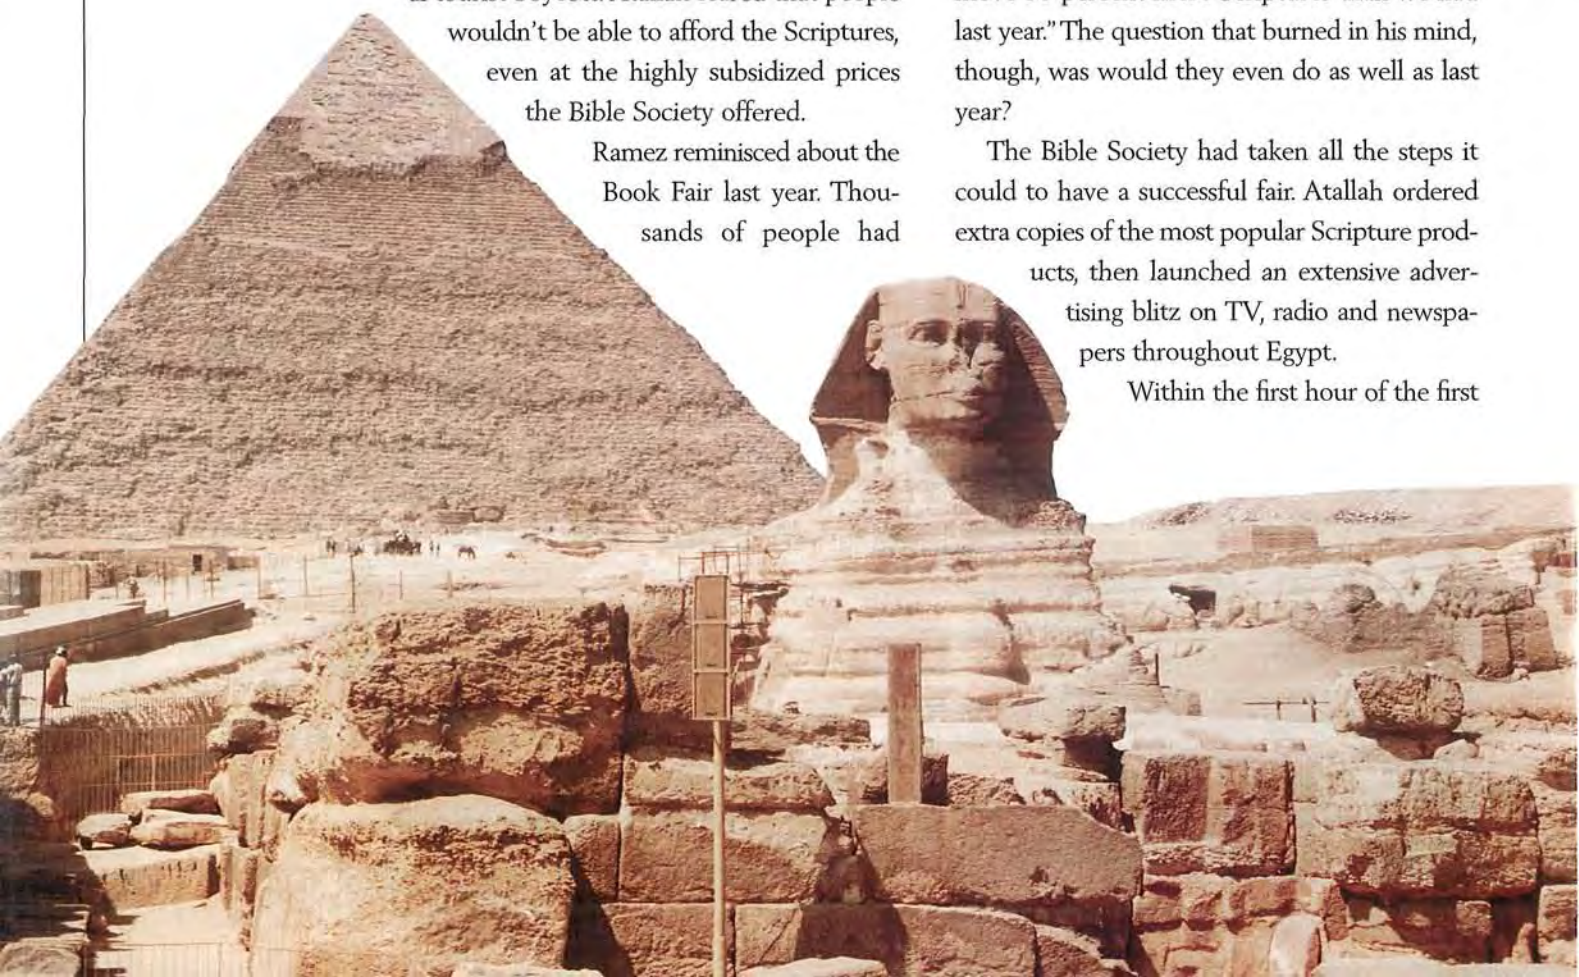 wouldn't be able to afford the Scriptures,
even at the highly subsidized prices
the Bible Society offered.
Ramez reminisced about the
Book Fair last year. Thou-
sands of people had
last year." The question that burned in his mind,
though, was would they even do as well as last
year?
The Bible Society had taken all the steps it
could to have a successful fair. Atallah ordered
extra copies of the most popular Scripture prod-
ucts, then launched an extensive adver-
tising blitz on TV, radio and newspa-
pers throughout Egypt.
Within the first hour of the first